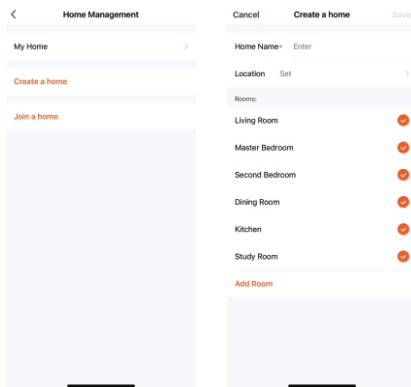 Home Management
My Home
Create a home
Join a home
Cancel Create a home Save
Home Name* Enter
Location Set
Rooms:
Living Room
Master Bedroom
Second Bedroom
Dining Room
Kitchen
Study Room
Add Room